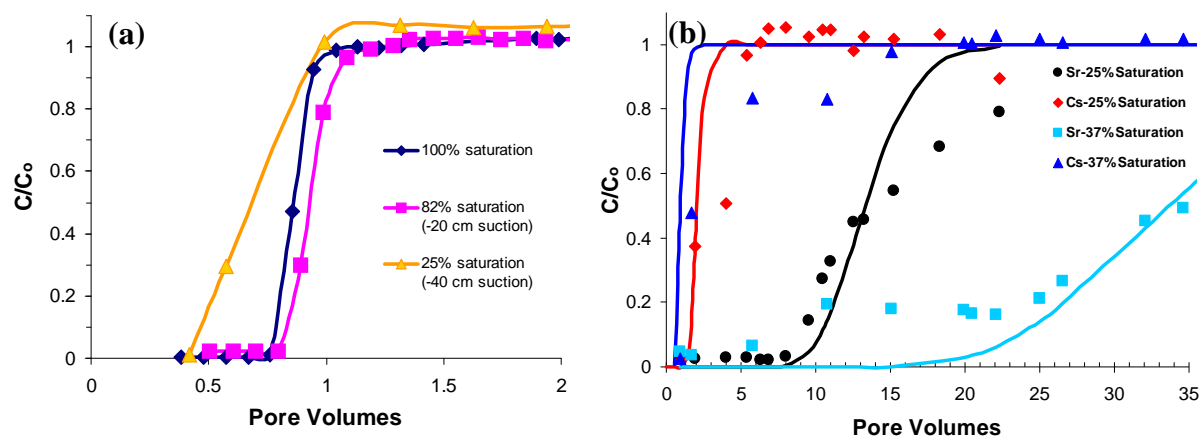 (a)
C/Co
1.2
1
0.8
0.6
0.4
0.2
0
0
0.5
1
1.5
2
Pore Volumes
100% saturation
82% saturation
(-20 cm suction)
25% saturation
(-40 cm suction)
(b)
C/Co
1
0.8
0.6
0.4
0.2
0
0
5
10
15
20
25
30
35
Pore Volumes
Sr-25%Saturation
Cs-25%Saturation
Sr-37%Saturation
Cs-37%Saturation